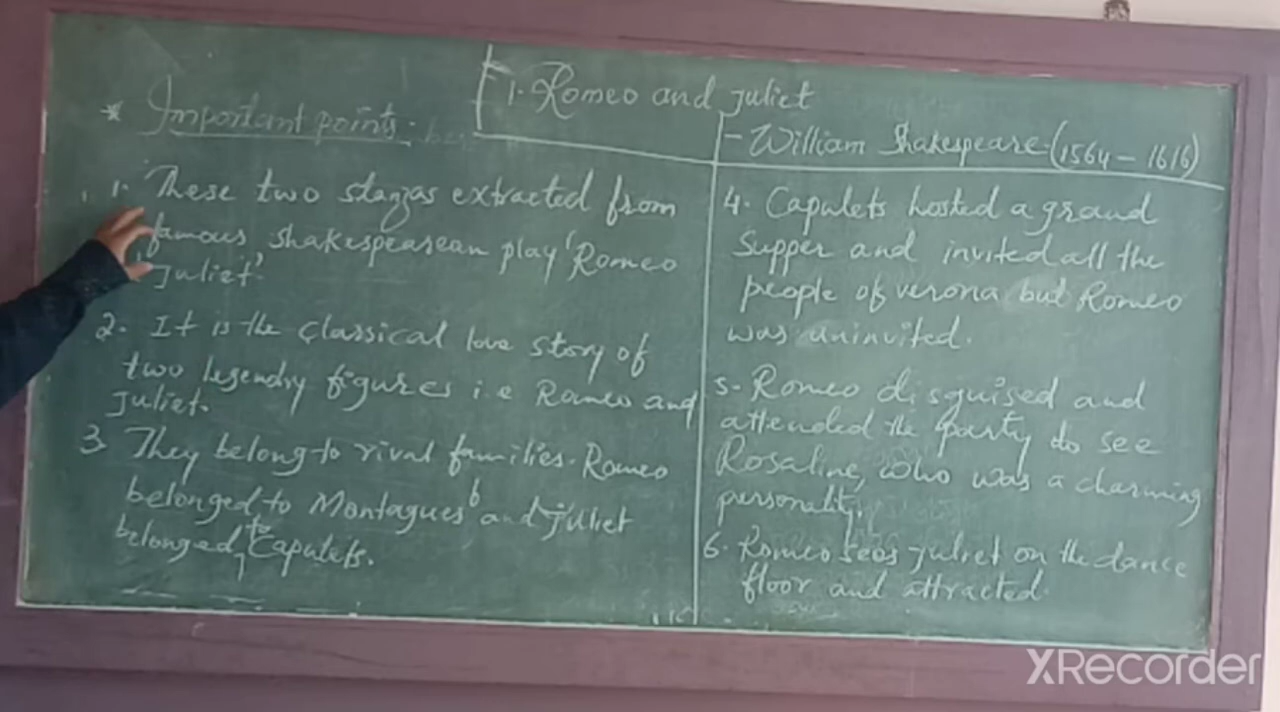 1. Romeo and Juliet
- William Shakespeare. (1564 - 1616)
* Important points:
1. These two stanzas extracted from
famous, Shakespearean play 'Romeo
Juliet'
2. It is the classical love story of
two legendry figures i.e Romeo and
Juliet.
3 They belong to rival families. Romeo
belonged to Montagues and Juliet
belonged to Capulets.
4. Capulets hosted a grand
Supper and invited all the
people of verona but Romeo
was uninvited.
5. Romeo disguised and
attended the party to see
Rosaline, who was a charming
personality.
6. Romeo sees Juliet on the dance
floor and attracted.
XRecorder